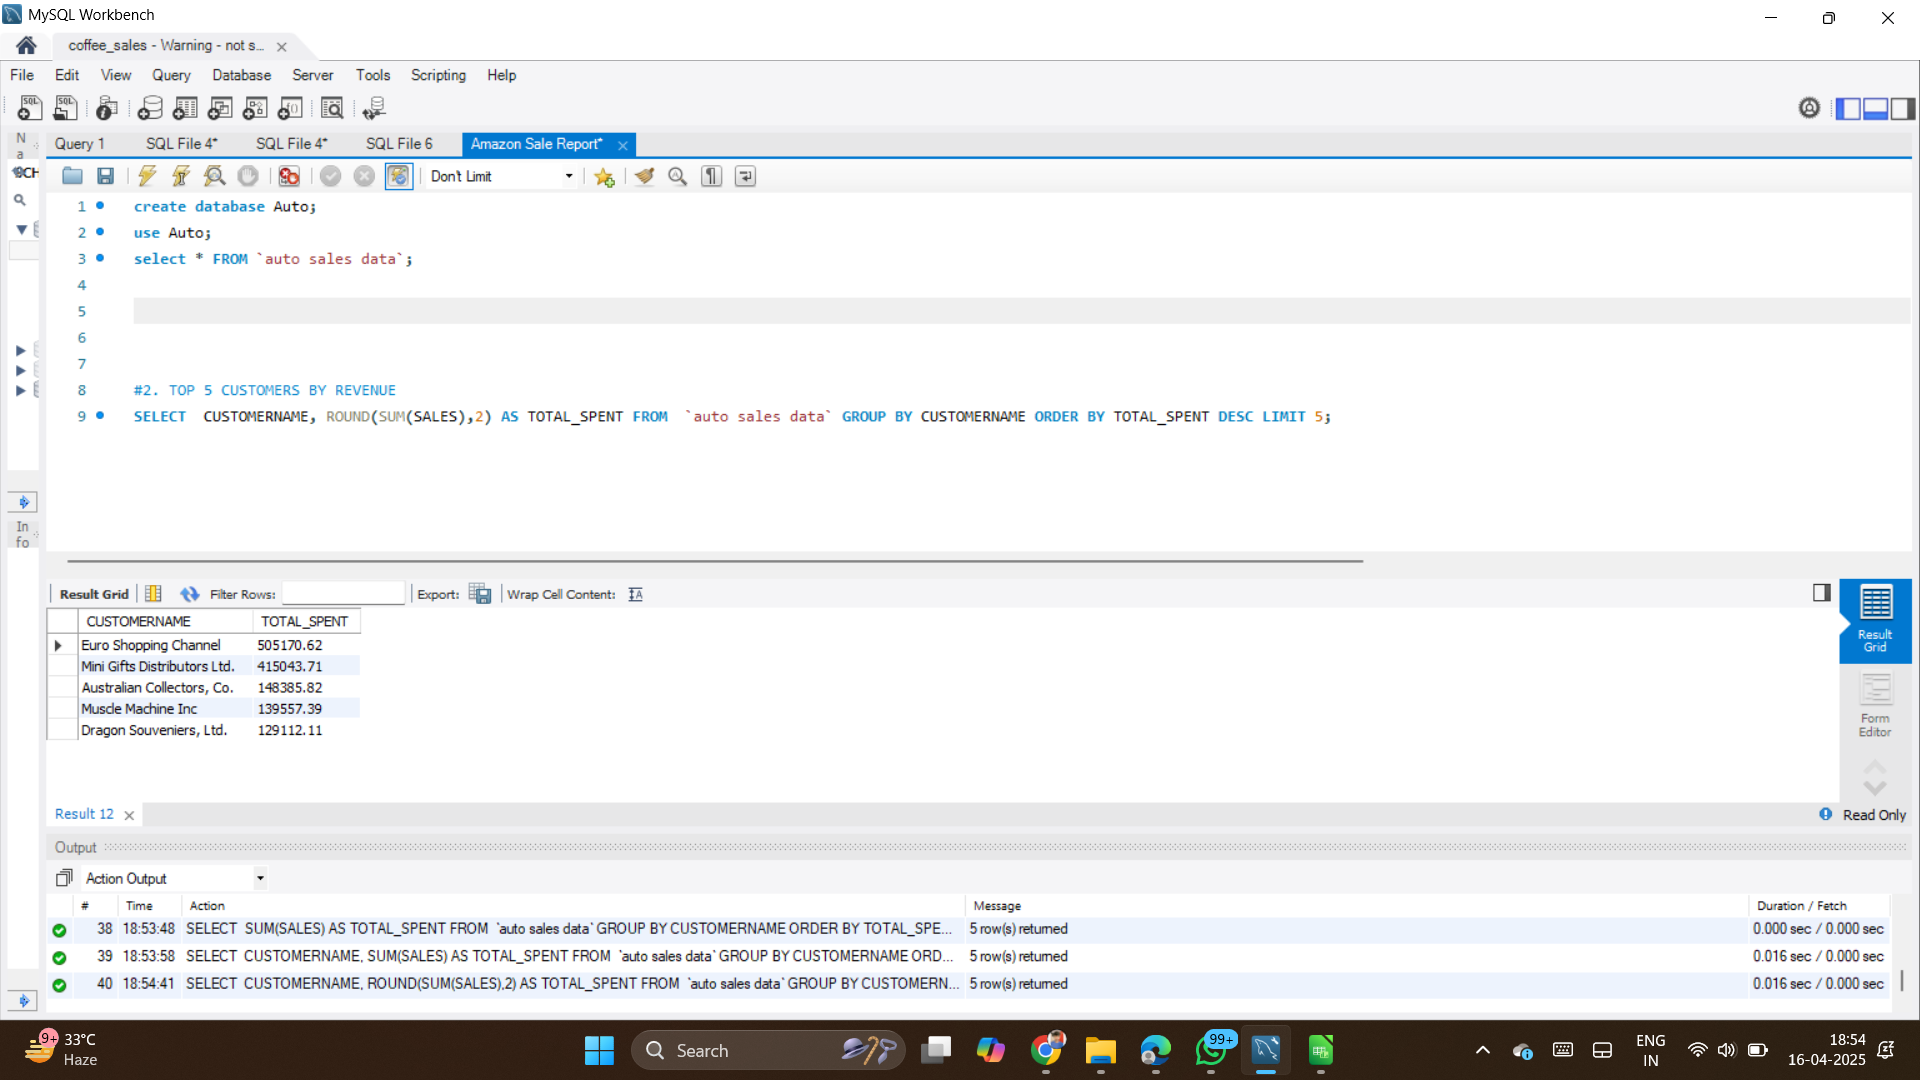 MySQL Workbench
coffee_sales - Warning - not s...
File Edit View Query Database Server Tools Scripting Help
Query 1 SQL File 4* SQL File 4* SQL File 6 Amazon Sale Report*
Na
SCH
Don't Limit
1 create database Auto;
2 use Auto;
3 select * FROM `auto sales data`;
4
5
6
7
8 #2. TOP 5 CUSTOMERS BY REVENUE
9 SELECT CUSTOMERNAME, ROUND(SUM(SALES),2) AS TOTAL_SPENT FROM `auto sales data` GROUP BY CUSTOMERNAME ORDER BY TOTAL_SPENT DESC LIMIT 5;
Info
Result Grid Filter Rows: Export: Wrap Cell Content:
CUSTOMERNAME TOTAL_SPENT
Euro Shopping Channel 505170.62
Mini Gifts Distributors Ltd. 415043.71
Australian Collectors, Co. 148385.82
Muscle Machine Inc 139557.39
Dragon Souveniers, Ltd. 129112.11
Result
Grid
Form
Editor
Result 12 Read Only
Output
Action Output
# Time Action Message Duration / Fetch
38 18:53:48 SELECT SUM(SALES) AS TOTAL_SPENT FROM `auto sales data` GROUP BY CUSTOMERNAME ORDER BY TOTAL_SPE... 5 row(s) returned 0.000 sec / 0.000 sec
39 18:53:58 SELECT CUSTOMERNAME, SUM(SALES) AS TOTAL_SPENT FROM `auto sales data` GROUP BY CUSTOMERNAME ORD... 5 row(s) returned 0.016 sec / 0.000 sec
40 18:54:41 SELECT CUSTOMERNAME, ROUND(SUM(SALES),2) AS TOTAL_SPENT FROM `auto sales data` GROUP BY CUSTOMERN... 5 row(s) returned 0.016 sec / 0.000 sec
9+ 33°C
Haze
Search
99+
ENG
IN
18:54
16-04-2025